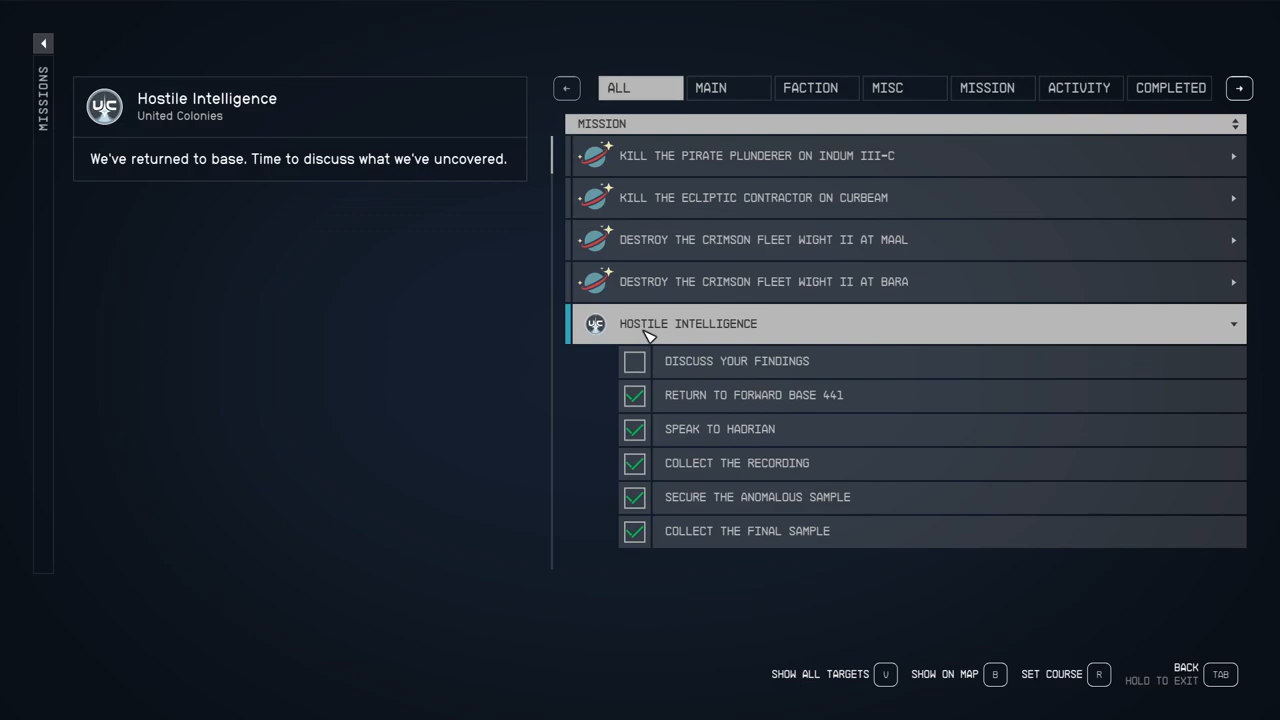 MISSIONS
UC
Hostile Intelligence
United Colonies
We've returned to base. Time to discuss what we've uncovered.
ALL
MAIN
FACTION
MISC
MISSION
ACTIVITY
COMPLETED
MISSION
KILL THE PIRATE PLUNDERER ON INDUM III-C
KILL THE ECLIPTIC CONTRACTOR ON CURBEAM
DESTROY THE CRIMSON FLEET WIGHT II AT MAAL
DESTROY THE CRIMSON FLEET WIGHT II AT BARA
UC
HOSTILE INTELLIGENCE
DISCUSS YOUR FINDINGS
RETURN TO FORWARD BASE 441
SPEAK TO HADRIAN
COLLECT THE RECORDING
SECURE THE ANOMALOUS SAMPLE
COLLECT THE FINAL SAMPLE
SHOW ALL TARGETS V
SHOW ON MAP B
SET COURSE R
BACK
HOLD TO EXIT
TAB